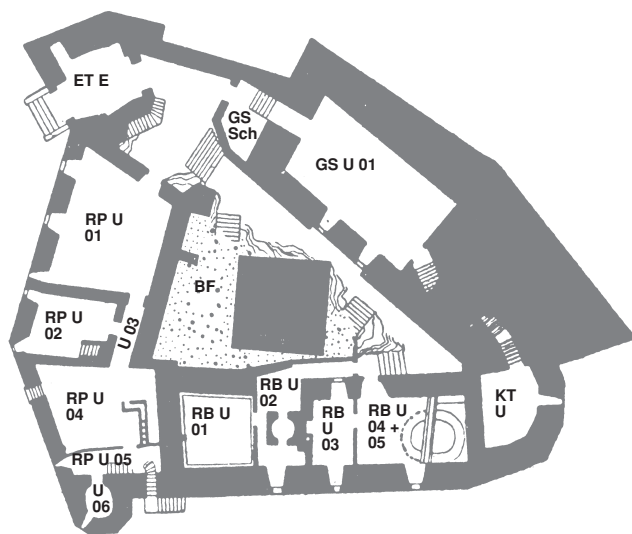 ET E
GS
Sch
GS U 01
RP U
01
BF
RP U
02
U 03
RP U
04
RB U
01
RB U
02
RB
U
03
RB U
04 +
05
KT
U
RP U 05
U
06